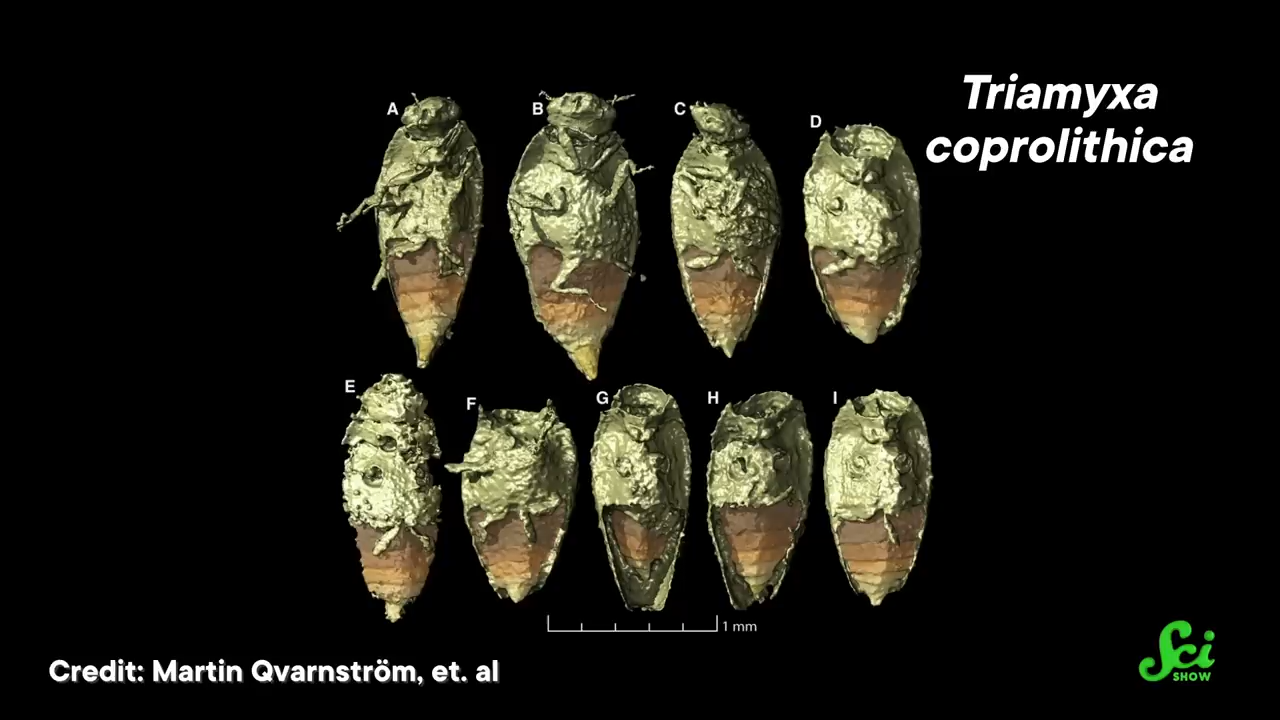 Triamyxa
coprolithica
A
B
C
D
E
F
G
H
I
1 mm
Credit: Martin Qvarnström, et. al
Sci
SHOW